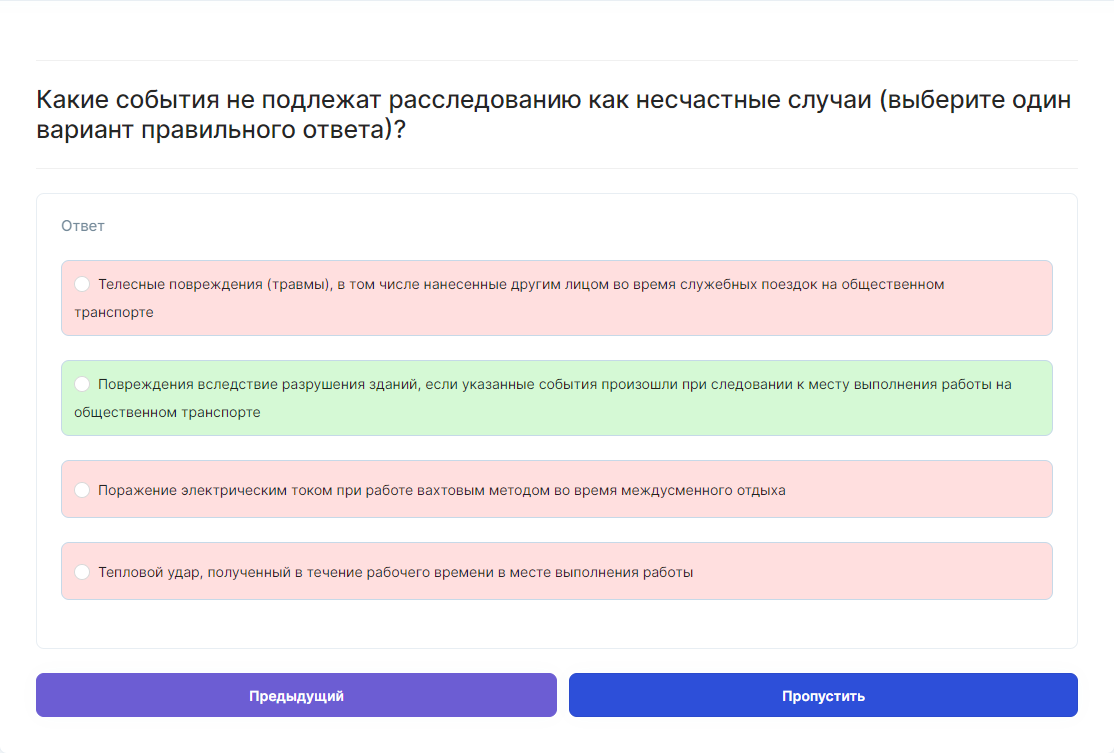 Какие события не подлежат расследованию как несчастные случаи (выберите один
вариант правильного ответа)?
Ответ
Телесные повреждения (травмы), в том числе нанесенные другим лицом во время служебных поездок на общественном
транспорте
Повреждения вследствие разрушения зданий, если указанные события произошли при следовании к месту выполнения работы на
общественном транспорте
Поражение электрическим током при работе вахтовым методом во время междусменного отдыха
Тепловой удар, полученный в течение рабочего времени в месте выполнения работы
Предыдущий
Пропустить